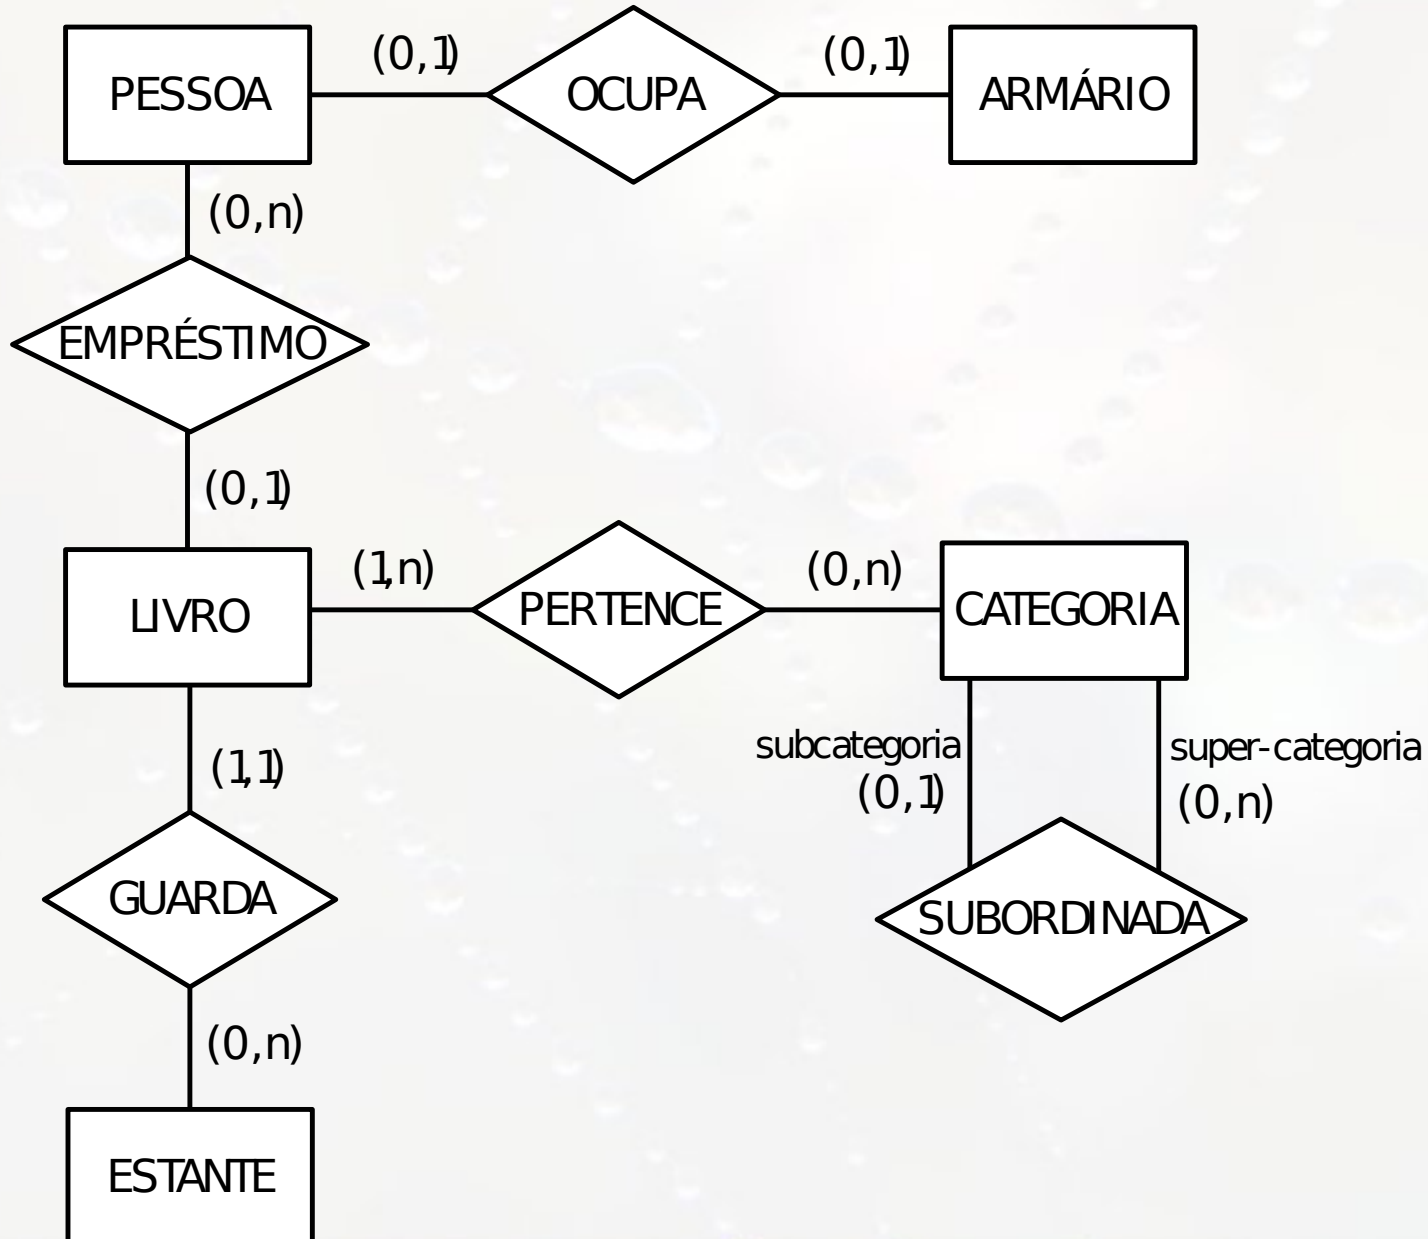 PESSOA
(0,1)
OCUPA
(0,1)
ARMÁRIO
(0,n)
EMPRÉSTIMO
(0,1)
LIVRO
(1,n)
PERTENCE
(0,n)
CATEGORIA
subcategoria
(0,1)
super-categoria
(0,n)
(1,1)
GUARDA
SUBORDINADA
(0,n)
ESTANTE